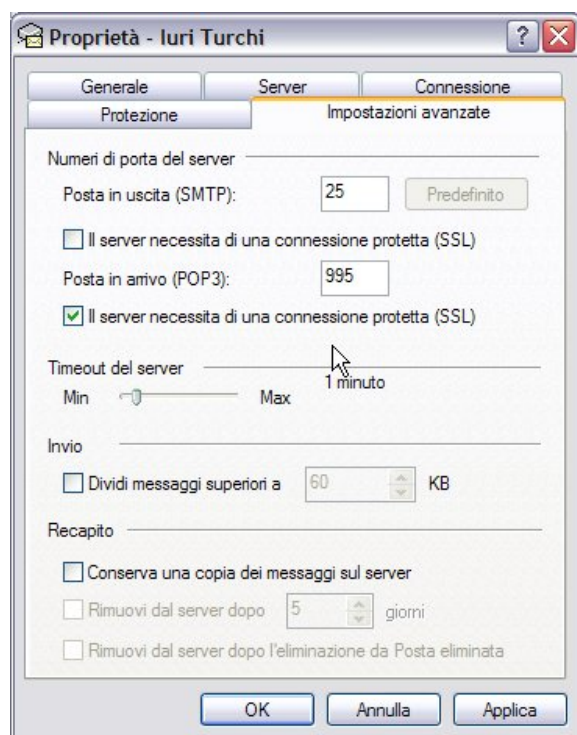 Proprietà - Iuri Turchi
Generale Server Connessione
Protezione Impostazioni avanzate
Numeri di porta del server
Posta in uscita (SMTP): 25 Predefinito
Il server necessita di una connessione protetta (SSL)
Posta in arrivo (POP3): 995
Il server necessita di una connessione protetta (SSL)
Timeout del server
Min Max 1 minuto
Invio
Dividi messaggi superiori a 60 KB
Recapito
Conserva una copia dei messaggi sul server
Rimuovi dal server dopo 5 giorni
Rimuovi dal server dopo l'eliminazione da Posta eliminata
OK Annulla Applica